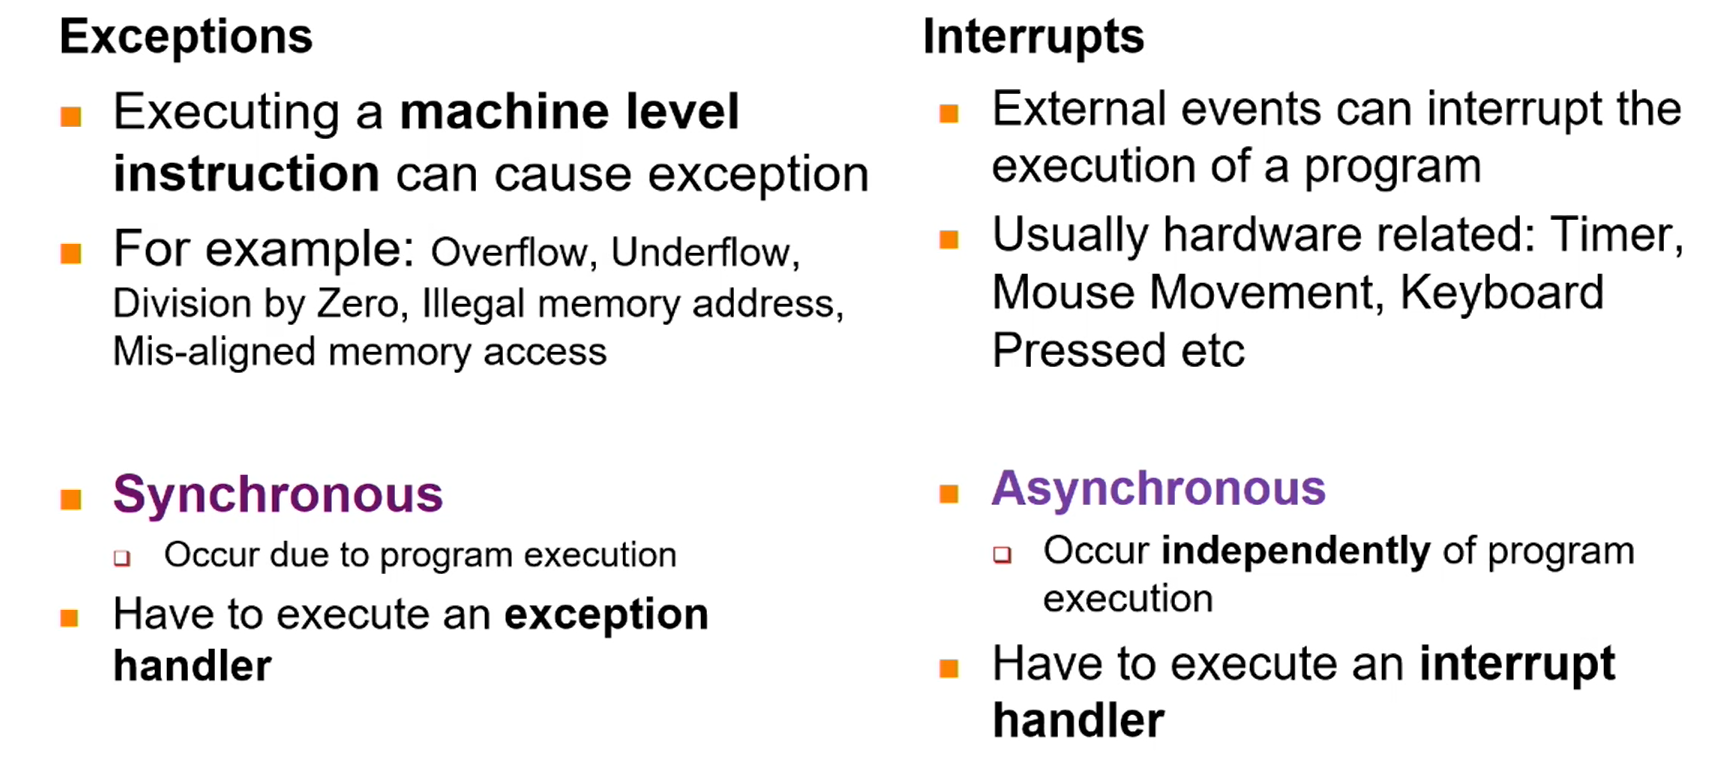 Exceptions
Executing a machine level
instruction can cause exception
For example: Overflow, Underflow,
Division by Zero, Illegal memory address,
Mis-aligned memory access
Synchronous
Occur due to program execution
Have to execute an exception
handler
Interrupts
External events can interrupt the
execution of a program
Usually hardware related: Timer,
Mouse Movement, Keyboard
Pressed etc
Asynchronous
Occur independently of program
execution
Have to execute an interrupt
handler